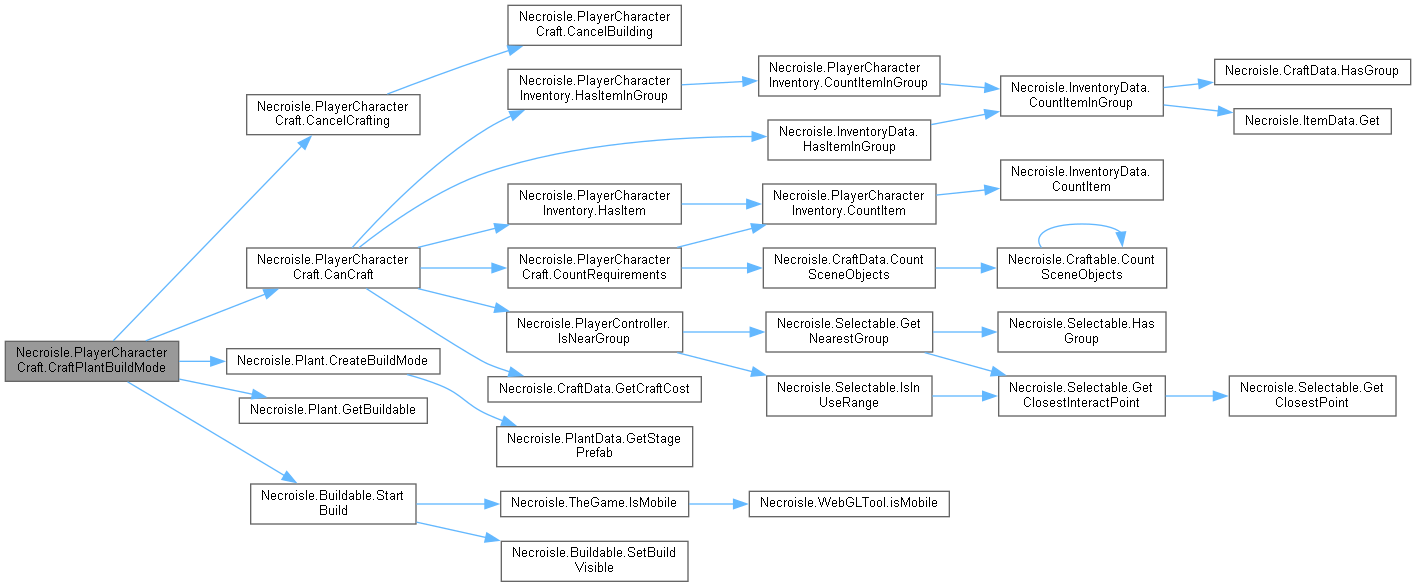 Necroisle.PlayerCharacter
Craft.CancelBuilding
Necroisle.PlayerCharacter
Inventory.CountItemInGroup
Necroisle.CraftData.HasGroup
Necroisle.PlayerCharacter
Inventory.HasItemInGroup
Necroisle.InventoryData.
CountItemInGroup
Necroisle.PlayerCharacter
Craft.CancelCrafting
Necroisle.ItemData.Get
Necroisle.InventoryData.
HasItemInGroup
Necroisle.InventoryData.
CountItem
Necroisle.PlayerCharacter
Inventory.HasItem
Necroisle.PlayerCharacter
Inventory.CountItem
Necroisle.PlayerCharacter
Craft.CanCraft
Necroisle.PlayerCharacter
Craft.CountRequirements
Necroisle.CraftData.Count
SceneObjects
Necroisle.Craftable.Count
SceneObjects
Necroisle.PlayerController.
IsNearGroup
Necroisle.Selectable.Get
NearestGroup
Necroisle.Selectable.Has
Group
Necroisle.PlayerCharacter
Craft.CraftPlantBuildMode
Necroisle.Plant.CreateBuildMode
Necroisle.CraftData.GetCraftCost
Necroisle.Selectable.IsIn
UseRange
Necroisle.Selectable.Get
ClosestInteractPoint
Necroisle.Selectable.Get
ClosestPoint
Necroisle.Plant.GetBuildable
Necroisle.PlantData.GetStage
Prefab
Necroisle.Buildable.Start
Build
Necroisle.TheGame.IsMobile
Necroisle.WebGLTool.isMobile
Necroisle.Buildable.SetBuild
Visible